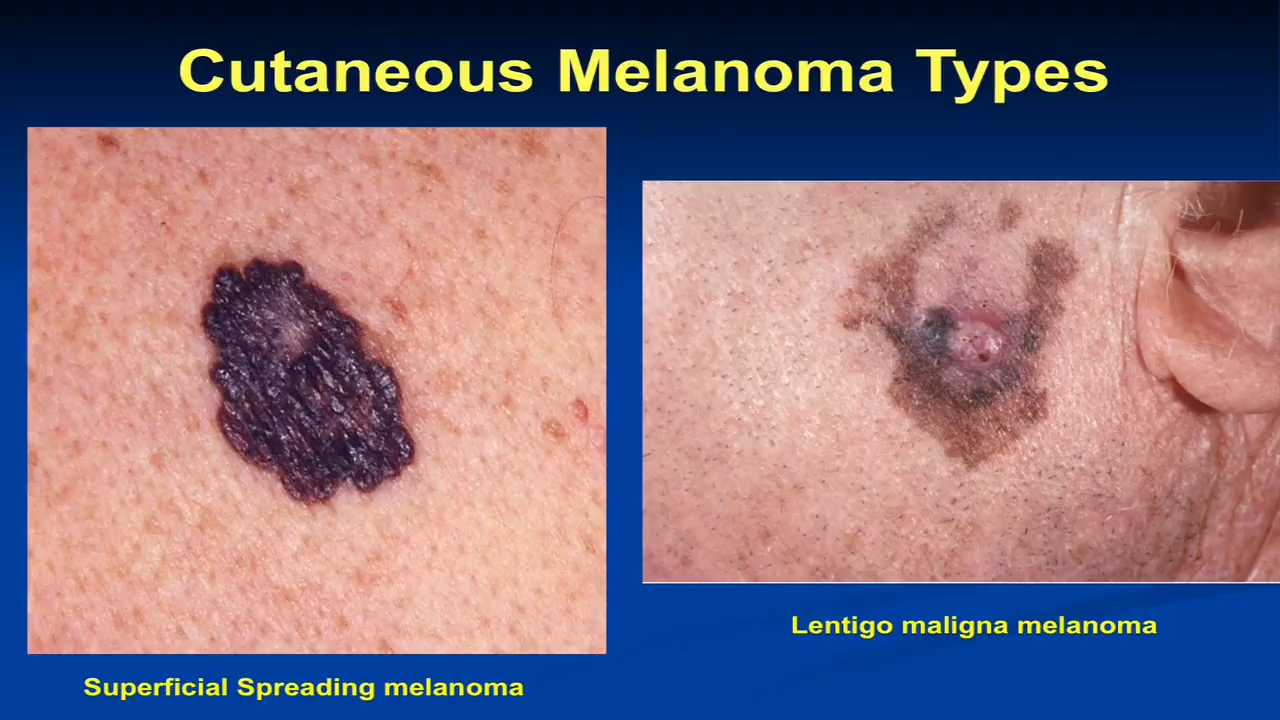 Cutaneous Melanoma Types
Lentigo maligna melanoma
Superficial Spreading melanoma